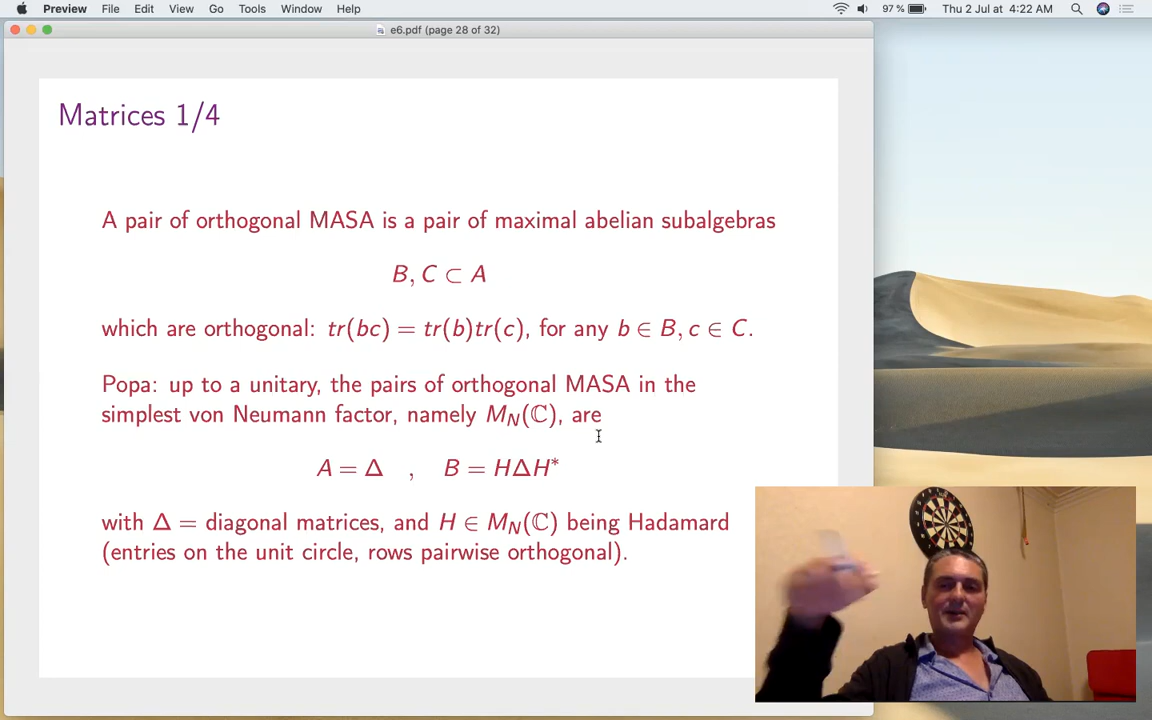 Preview File Edit View Go Tools Window Help 97 % Thu 2 Jul at 4:22 AM
e6.pdf (page 28 of 32)
Matrices 1/4
A pair of orthogonal MASA is a pair of maximal abelian subalgebras
B, C ⊂ A
which are orthogonal: tr(bc) = tr(b)tr(c), for any b ∈ B, c ∈ C.
Popa: up to a unitary, the pairs of orthogonal MASA in the
simplest von Neumann factor, namely M_N(ℂ), are
A = Δ , B = HΔH*
with Δ = diagonal matrices, and H ∈ M_N(ℂ) being Hadamard
(entries on the unit circle, rows pairwise orthogonal).